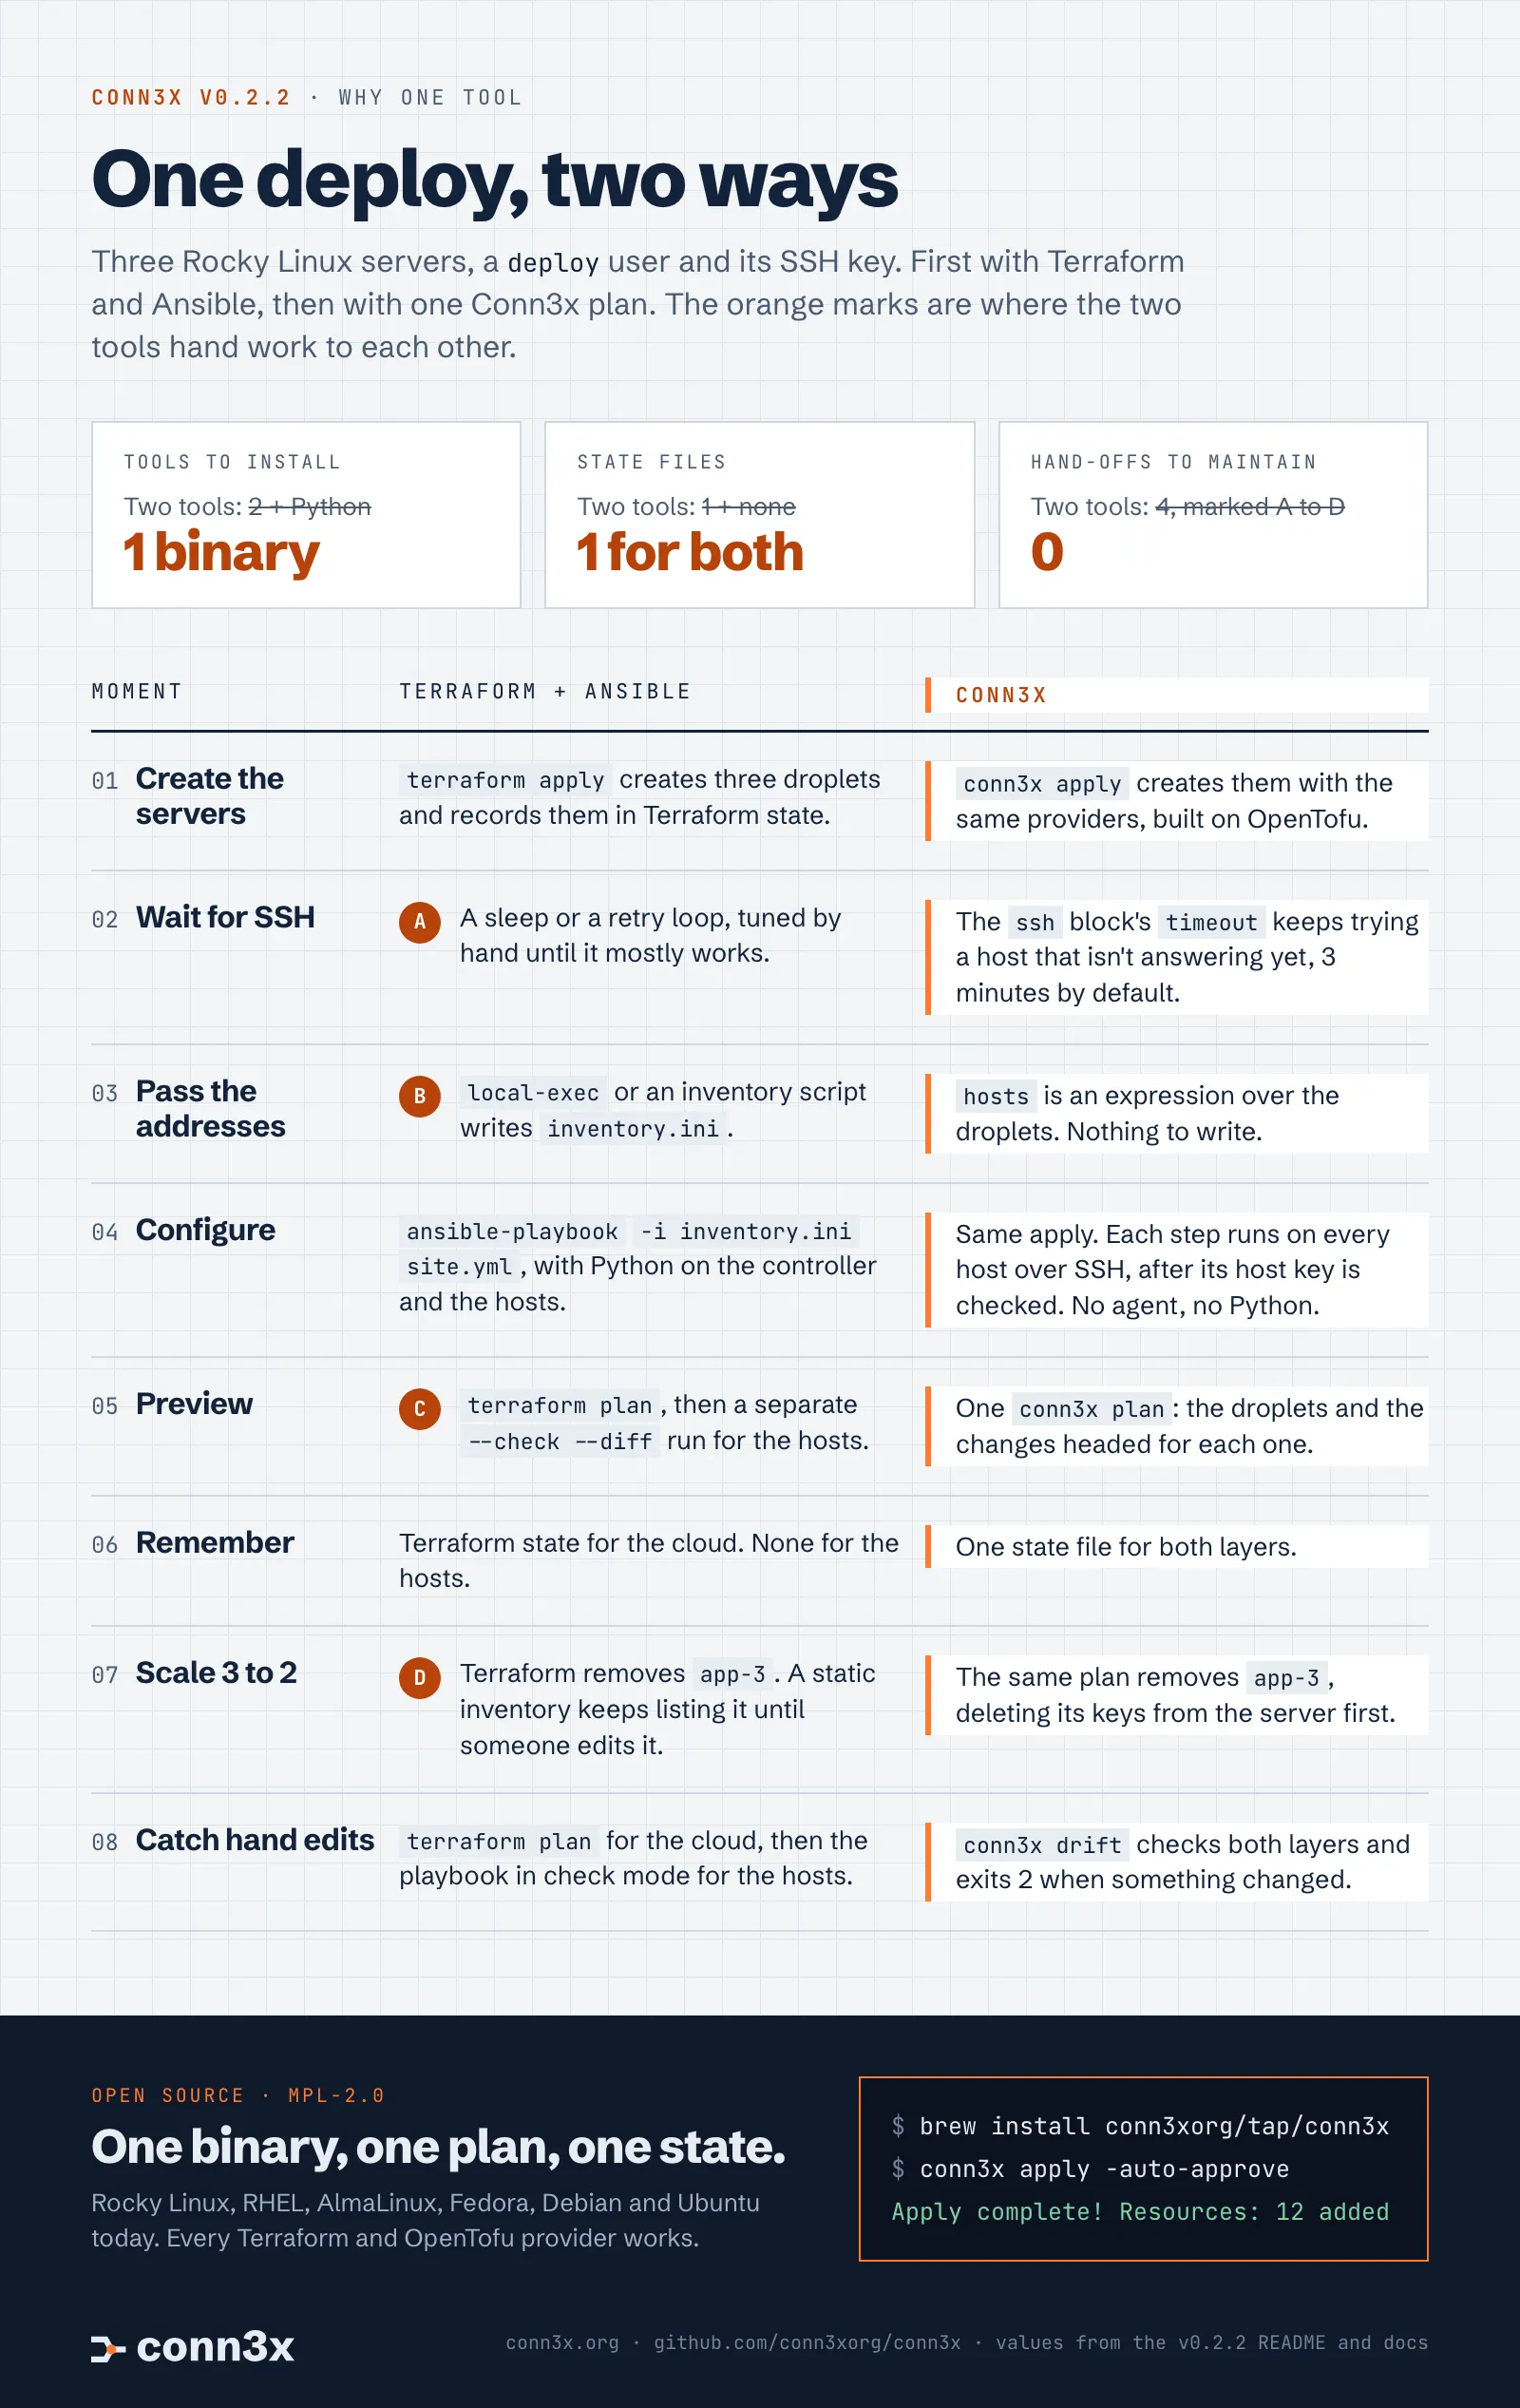 CONN3X V0.2.2 · WHY ONE TOOL
One deploy, two ways
Three Rocky Linux servers, a deploy user and its SSH key. First with Terraform
and Ansible, then with one Conn3x plan. The orange marks are where the two
tools hand work to each other.
TOOLS TO INSTALL
Two tools: 2 + Python
1 binary
STATE FILES
Two tools: 1 + none
1 for both
HAND-OFFS TO MAINTAIN
Two tools: 4, marked A to D
0
MOMENT
TERRAFORM + ANSIBLE
CONN3X
01 Create the
servers
terraform apply creates three droplets
and records them in Terraform state.
conn3x apply creates them with the
same providers, built on OpenTofu.
02 Wait for SSH
A
A sleep or a retry loop, tuned by
hand until it mostly works.
The ssh block's timeout keeps trying
a host that isn't answering yet, 3
minutes by default.
03 Pass the
addresses
B
local-exec or an inventory script
writes inventory.ini.
hosts is an expression over the
droplets. Nothing to write.
04 Configure
ansible-playbook -i inventory.ini
site.yml, with Python on the controller
and the hosts.
Same apply. Each step runs on every
host over SSH, after its host key is
checked. No agent, no Python.
05 Preview
C
terraform plan, then a separate
--check --diff run for the hosts.
One conn3x plan: the droplets and the
changes headed for each one.
06 Remember
Terraform state for the cloud. None for the
hosts.
One state file for both layers.
07 Scale 3 to 2
D
Terraform removes app-3. A static
inventory keeps listing it until
someone edits it.
The same plan removes app-3,
deleting its keys from the server first.
08 Catch hand edits
terraform plan for the cloud, then the
playbook in check mode for the hosts.
conn3x drift checks both layers and
exits 2 when something changed.
OPEN SOURCE · MPL-2.0
One binary, one plan, one state.
Rocky Linux, RHEL, AlmaLinux, Fedora, Debian and Ubuntu
today. Every Terraform and OpenTofu provider works.
$ brew install conn3xorg/tap/conn3x
$ conn3x apply -auto-approve
Apply complete! Resources: 12 added
conn3x
conn3x.org · github.com/conn3xorg/conn3x · values from the v0.2.2 README and docs